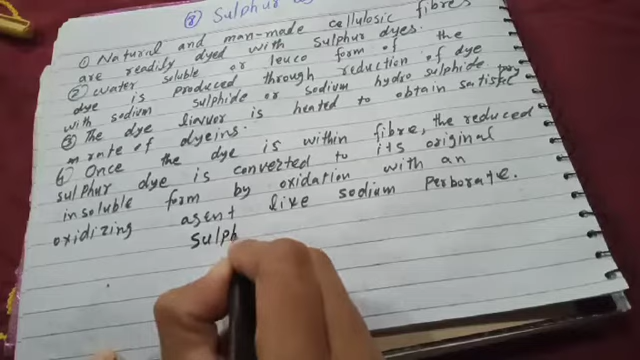 ⑧ Sulphur
① Natural and man-made cellulosic fibres
are readily dyed with sulphur dyes.
② Water soluble or leuco form of the
dye is produced through reduction of dye
with sodium sulphide or sodium hydro sulphide
③ The dye liquor is heated to obtain satisfac
rate of dyeins.
④ Once the dye is within fibre, the reduced
sulphur dye is converted to its original
insoluble form by oxidation with an
oxidizing agent like sodium perborate.
Sulph